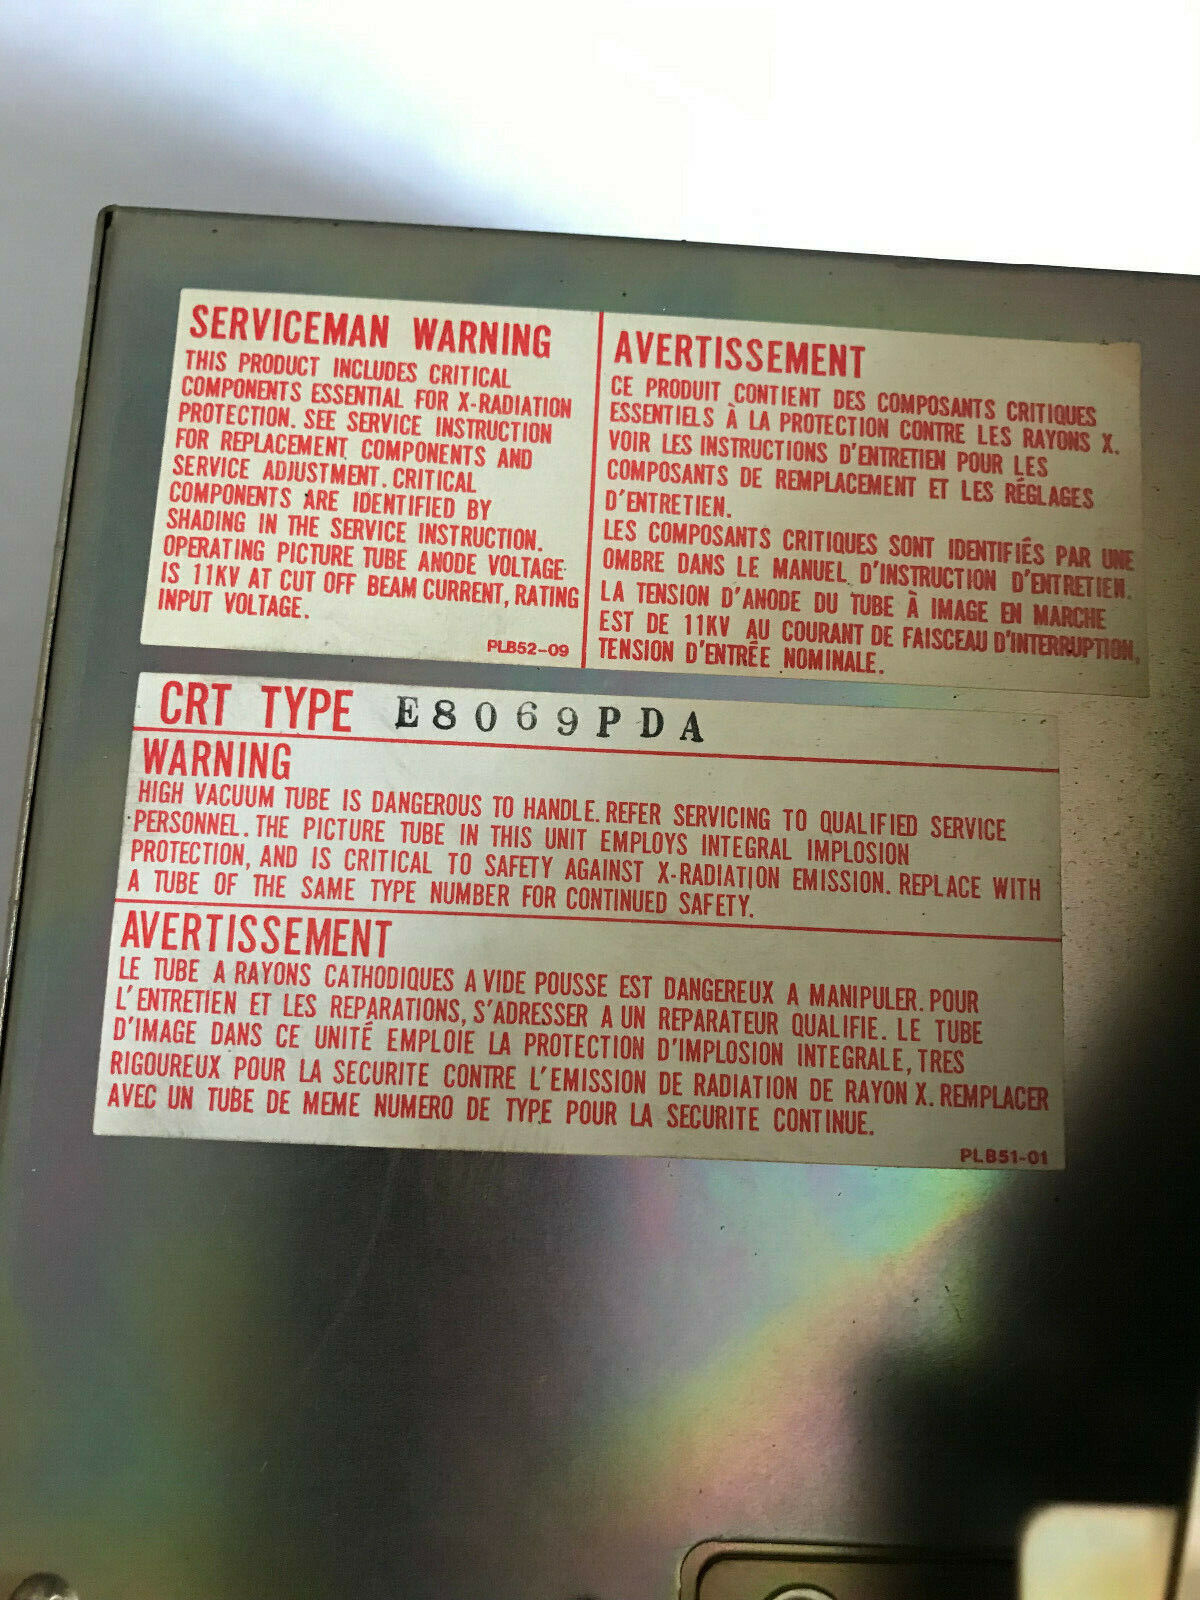 SERVICEMAN WARNING
THIS PRODUCT INCLUDES CRITICAL
COMPONENTS ESSENTIAL FOR X-RADIATION
PROTECTION. SEE SERVICE INSTRUCTION
FOR REPLACEMENT COMPONENTS AND
SERVICE ADJUSTMENT. CRITICAL
COMPONENTS ARE IDENTIFIED BY
SHADING IN THE SERVICE INSTRUCTION.
OPERATING PICTURE TUBE ANODE VOLTAGE
IS 11KV AT CUT OFF BEAM CURRENT, RATING
INPUT VOLTAGE.
PLB52-09
AVERTISSEMENT
CE PRODUIT CONTIENT DES COMPOSANTS CRITIQUES
ESSENTIELS À LA PROTECTION CONTRE LES RAYONS X.
VOIR LES INSTRUCTIONS D'ENTRETIEN POUR LES
COMPOSANTS DE REMPLACEMENT ET LES RÉGLAGES
D'ENTRETIEN.
LES COMPOSANTS CRITIQUES SONT IDENTIFIÉS PAR UNE
OMBRE DANS LE MANUEL D'INSTRUCTION D'ENTRETIEN.
LA TENSION D'ANODE DU TUBE À IMAGE EN MARCHE
EST DE 11KV AU COURANT DE FAISCEAU D'INTERRUPTION,
TENSION D'ENTRÉE NOMINALE.
CRT TYPE E8069PDA
WARNING
HIGH VACUUM TUBE IS DANGEROUS TO HANDLE. REFER SERVICING TO QUALIFIED SERVICE
PERSONNEL. THE PICTURE TUBE IN THIS UNIT EMPLOYS INTEGRAL IMPLOSION
PROTECTION, AND IS CRITICAL TO SAFETY AGAINST X-RADIATION EMISSION. REPLACE WITH
A TUBE OF THE SAME TYPE NUMBER FOR CONTINUED SAFETY.
AVERTISSEMENT
LE TUBE A RAYONS CATHODIQUES A VIDE POUSSE EST DANGEREUX A MANIPULER. POUR
L'ENTRETIEN ET LES REPARATIONS, S'ADRESSER A UN REPARATEUR QUALIFIE. LE TUBE
D'IMAGE DANS CE UNITÉ EMPLOIE LA PROTECTION D'IMPLOSION INTEGRALE, TRES
RIGOUREUX POUR LA SECURITE CONTRE L'EMISSION DE RADIATION DE RAYON X. REMPLACER
AVEC UN TUBE DE MEME NUMERO DE TYPE POUR LA SECURITE CONTINUE.
PLB51-01